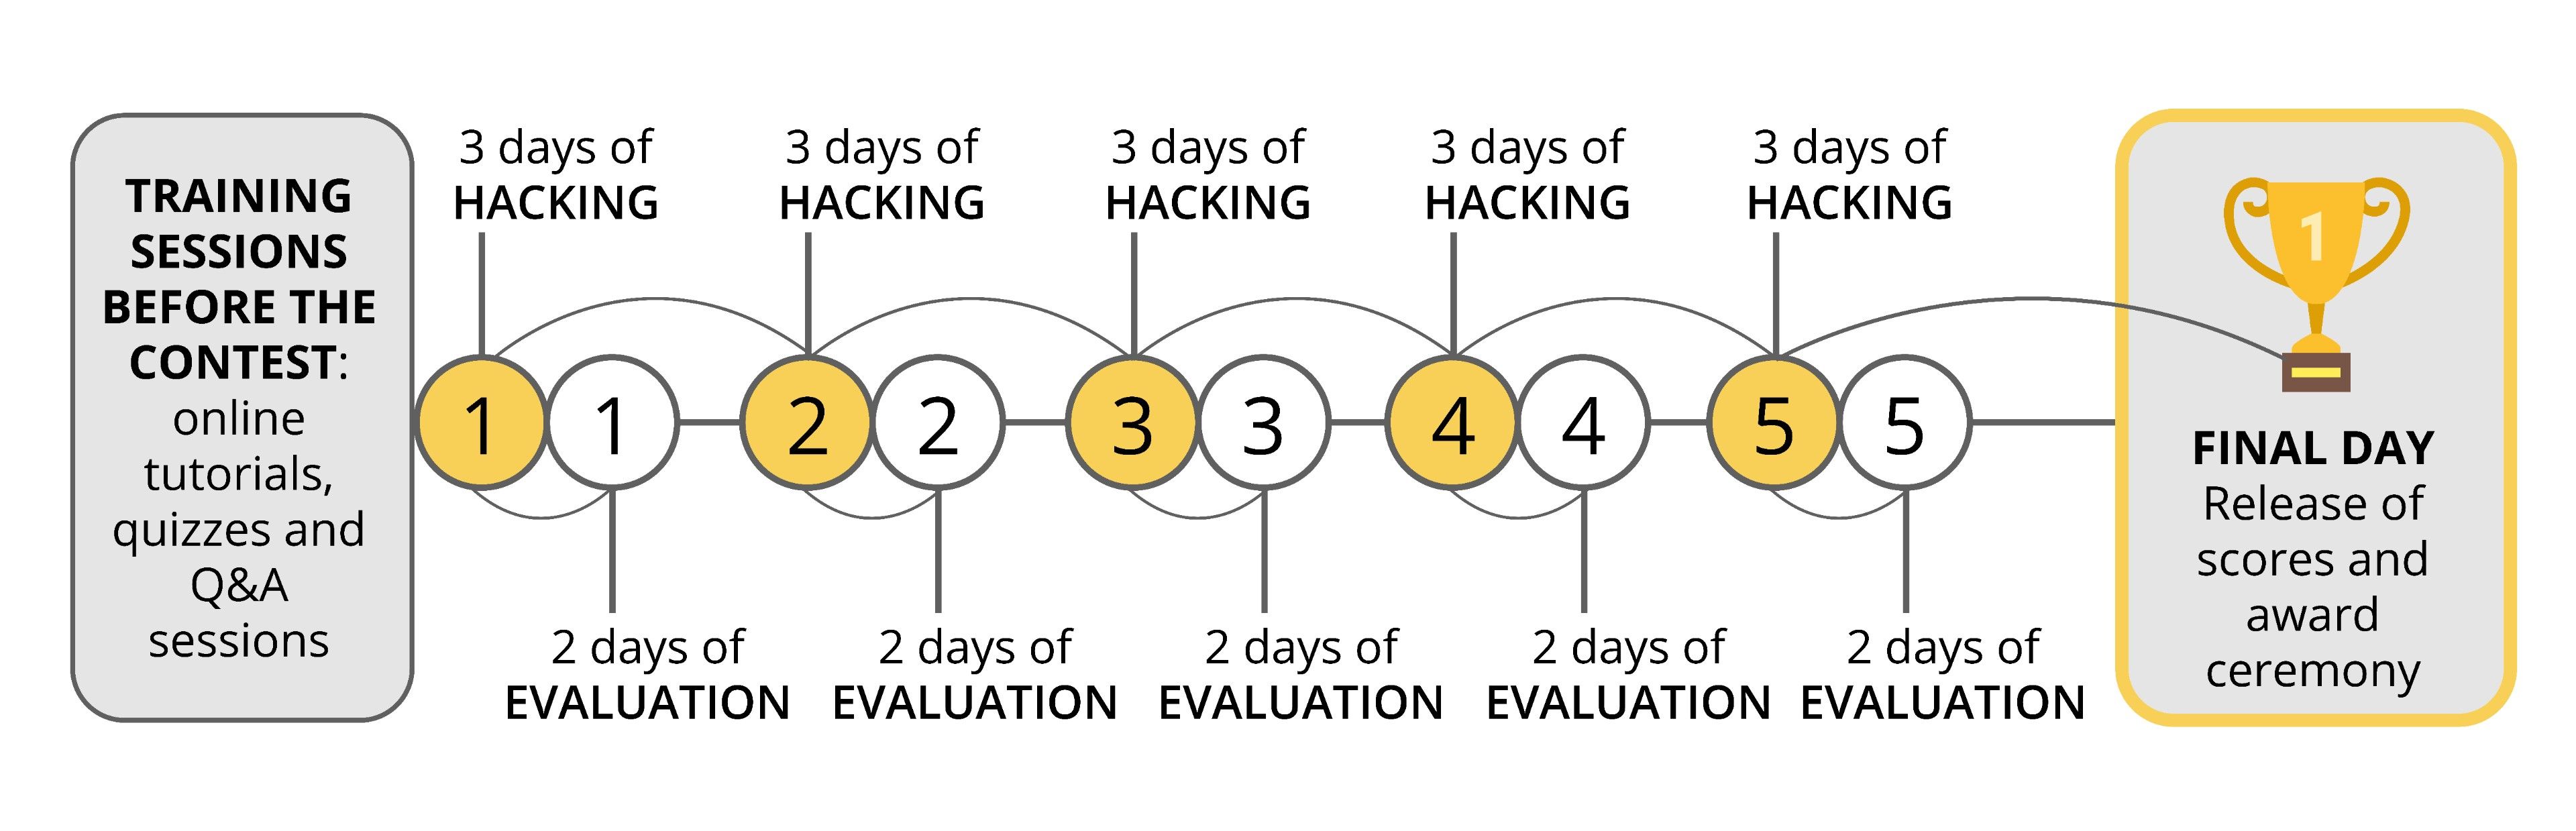 TRAINING
SESSIONS
BEFORE THE
CONTEST:
online
tutorials,
quizzes and
Q&A
sessions
3 days of
HACKING
3 days of
HACKING
3 days of
HACKING
3 days of
HACKING
3 days of
HACKING
1
1
2
2
3
3
4
4
5
5
2 days of
EVALUATION
2 days of
EVALUATION
2 days of
EVALUATION
2 days of
EVALUATION
2 days of
EVALUATION
1
FINAL DAY
Release of
scores and
award
ceremony